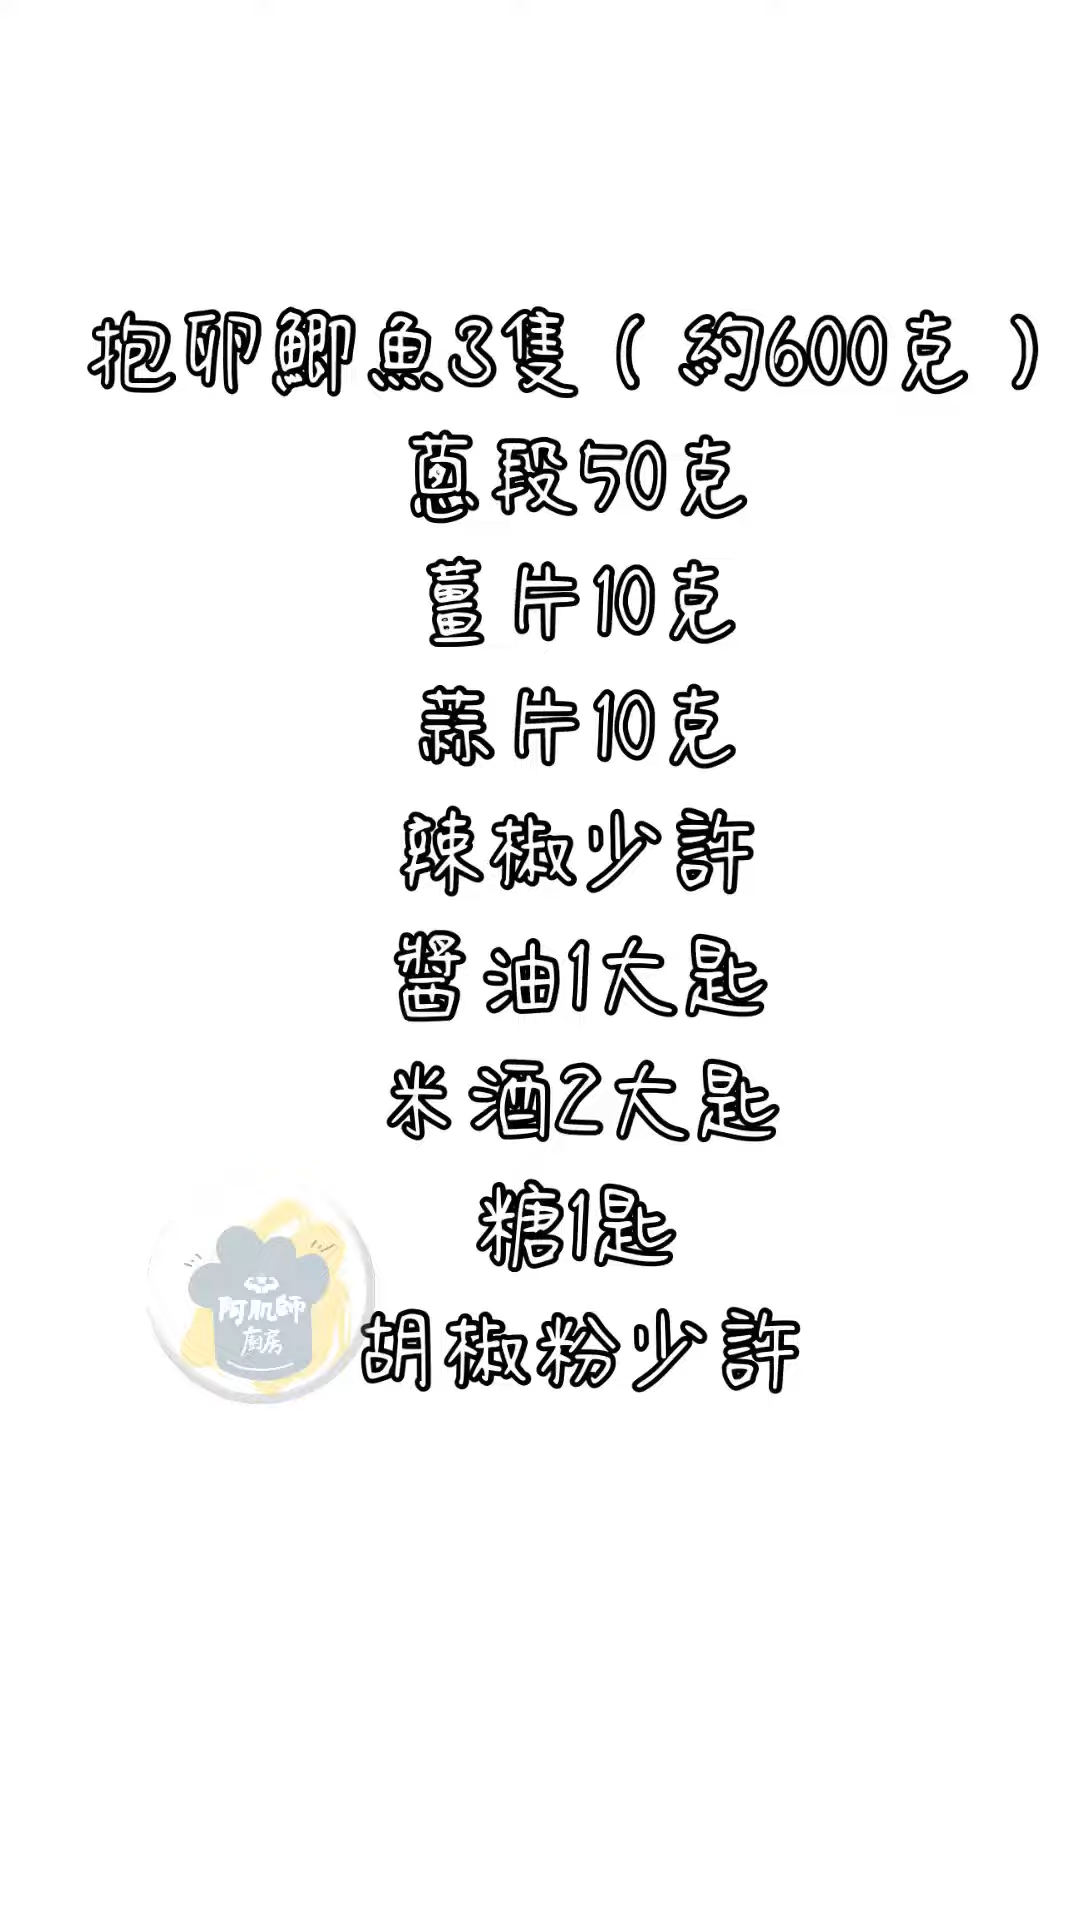 抱卵鯽魚3隻（約600克）
蔥段50克
薑片10克
蒜片10克
辣椒少許
醬油1大匙
米酒2大匙
糖1匙
阿肌師
廚房
胡椒粉少許